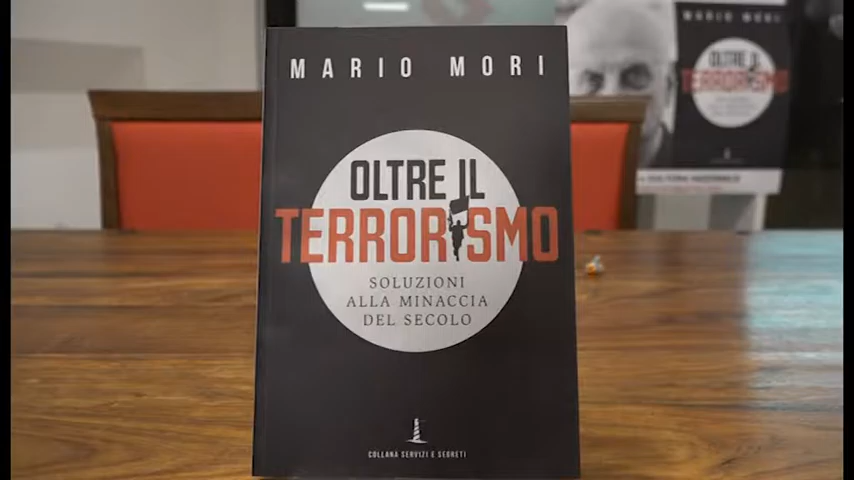 MARIO MORI
OLTRE IL
TERRORISMO
SOLUZIONI
ALLA MINACCIA
DEL SECOLO
COLLANA SERVIZI E SEGRETI
MARIO MORI
OLTRE IL
TERRORISMO